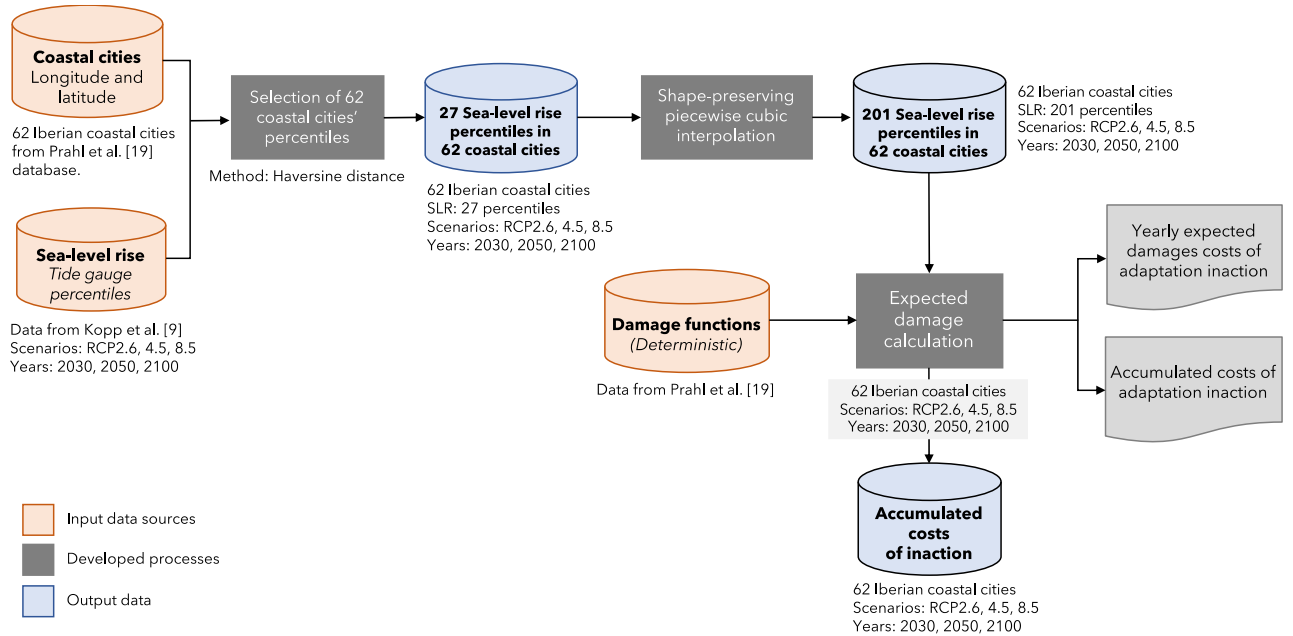 Coastal cities
Longitude and
latitude
62 Iberian coastal cities
from Prahl et al. [19]
database.
Sea-level rise
Tide gauge
percentiles
Data from Kopp et al. [9]
Scenarios: RCP2.6, 4.5, 8.5
Years: 2030, 2050, 2100
Selection of 62
coastal cities’
percentiles
Method: Haversine distance
27 Sea-level rise
percentiles in
62 coastal cities
62 Iberian coastal cities
SLR: 27 percentiles
Scenarios: RCP2.6, 4.5, 8.5
Years: 2030, 2050, 2100
Shape-preserving
piecewise cubic
interpolation
201 Sea-level rise
percentiles in
62 coastal cities
62 Iberian coastal cities
SLR: 201 percentiles
Scenarios: RCP2.6, 4.5, 8.5
Years: 2030, 2050, 2100
Damage functions
(Deterministic)
Data from Prahl et al. [19]
Expected
damage
calculation
62 Iberian coastal cities
Scenarios: RCP2.6, 4.5, 8.5
Years: 2030, 2050, 2100
Yearly expected
damages costs of
adaptation inaction
Accumulated costs of
adaptation inaction
Accumulated
costs
of inaction
62 Iberian coastal cities
Scenarios: RCP2.6, 4.5, 8.5
Years: 2030, 2050, 2100
Input data sources
Developed processes
Output data